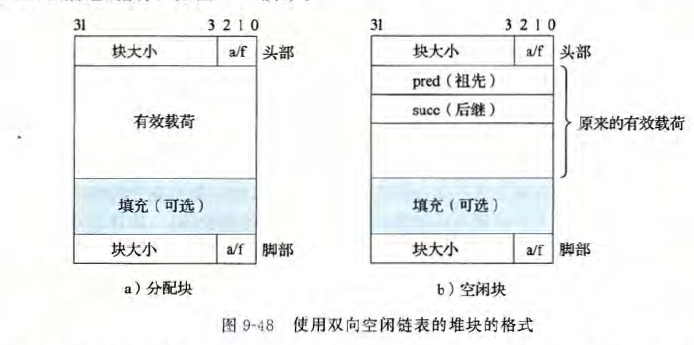 31 3 2 1 0
块大小 a/f 头部
有效载荷
填充（可选）
块大小 a/f 脚部
a）分配块
31 3 2 1 0
块大小 a/f 头部
pred（祖先）
succ（后继）
原来的有效载荷
填充（可选）
块大小 a/f 脚部
b）空闲块
图 9-48 使用双向空闲链表的堆块的格式